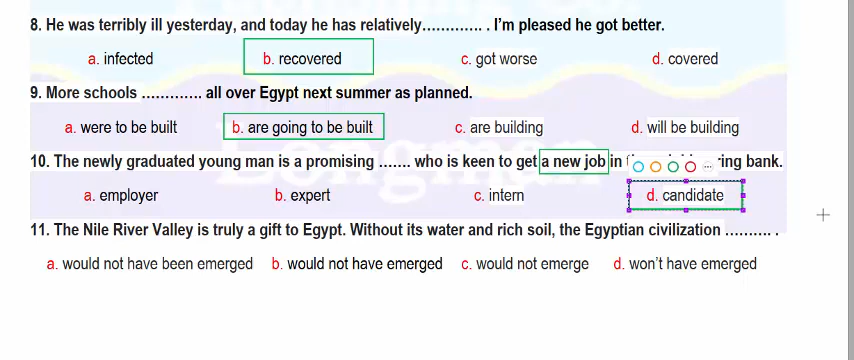 8. He was terribly ill yesterday, and today he has relatively............. . I'm pleased he got better.
a. infected b. recovered c. got worse d. covered
9. More schools ............. all over Egypt next summer as planned.
a. were to be built b. are going to be built c. are building d. will be building
10. The newly graduated young man is a promising ....... who is keen to get a new job in ring bank.
a. employer b. expert c. intern d. candidate
11. The Nile River Valley is truly a gift to Egypt. Without its water and rich soil, the Egyptian civilization .......... .
a. would not have been emerged b. would not have emerged c. would not emerge d. won't have emerged
Longman